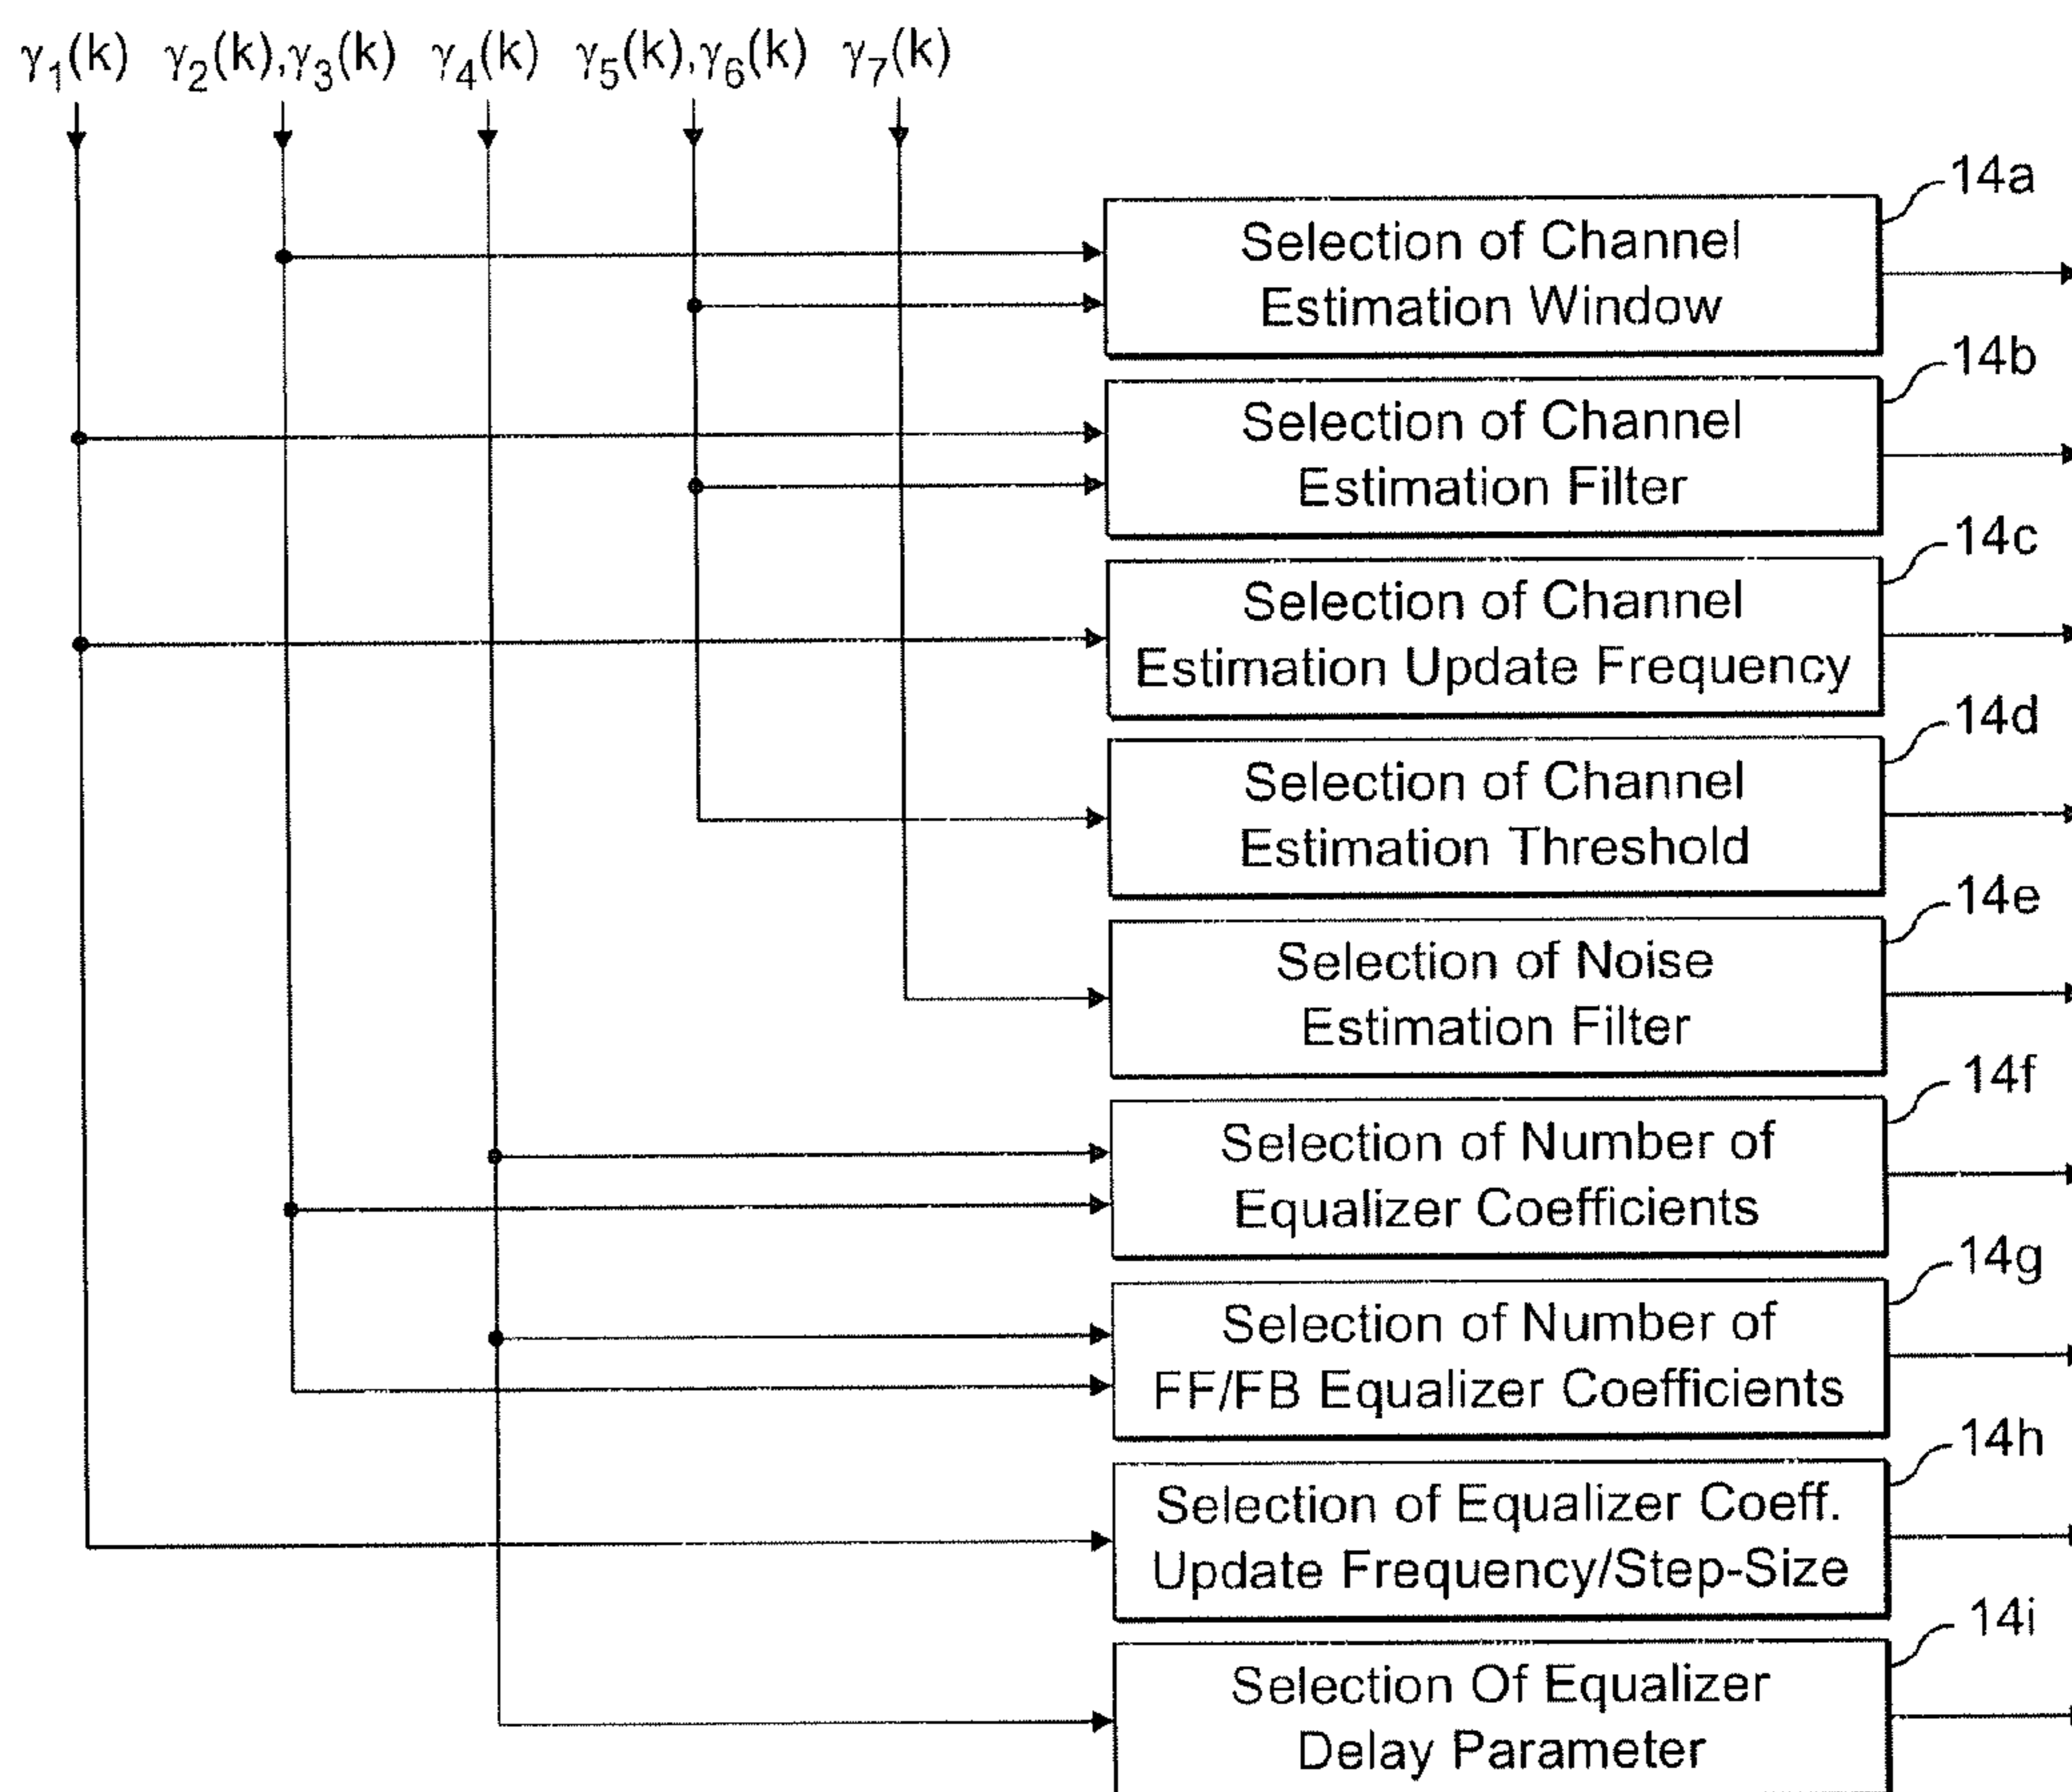 γ1(k) γ2(k),γ3(k) γ4(k) γ5(k),γ6(k) γ7(k)
14a
Selection of Channel
Estimation Window
14b
Selection of Channel
Estimation Filter
14c
Selection of Channel
Estimation Update Frequency
14d
Selection of Channel
Estimation Threshold
14e
Selection of Noise
Estimation Filter
14f
Selection of Number of
Equalizer Coefficients
14g
Selection of Number of
FF/FB Equalizer Coefficients
14h
Selection of Equalizer Coeff.
Update Frequency/Step-Size
14i
Selection Of Equalizer
Delay Parameter